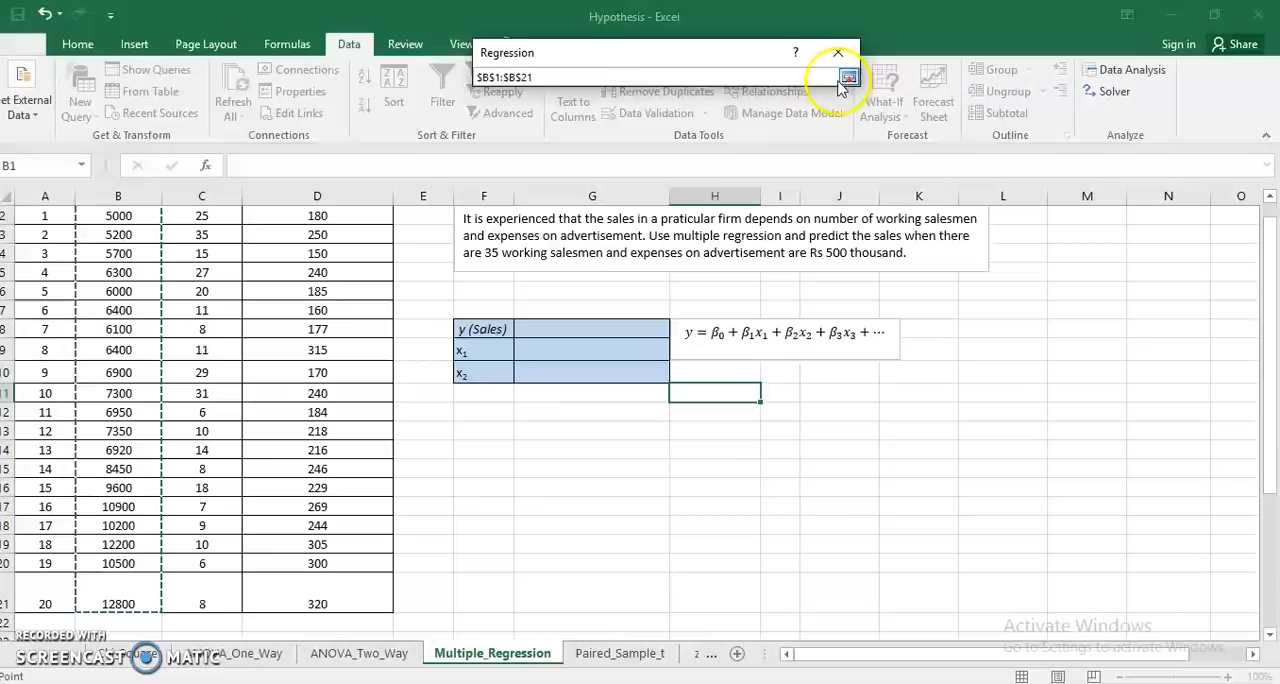 Hypothesis - Excel
Home Insert Page Layout Formulas Data Review Sign in Share
Regression ?
$B$1:$B$21
Show Queries
From Table
Recent Sources
New
Query
Get & Transform
Refresh
All
Connections
Properties
Edit Links
Connections
Sort
Filter
Reapply
Advanced
Sort & Filter
Text to
Columns
Remove Duplicates
Data Validation
Relationships
Manage Data Model
Data Tools
What-If
Analysis
Forecast
Sheet
Forecast
Group
Ungroup
Subtotal
Outline
Data Analysis
Solver
Analyze
Data
B1 fx
A B C D E F G H I J K L M N O
1 5000 25 180
2 5200 35 250
3 5700 15 150
4 6300 27 240
5 6000 20 185
6 6400 11 160
7 6100 8 177
8 6400 11 315
9 6900 29 170
10 7300 31 240
11 6950 6 184
12 7350 10 218
13 6920 14 216
14 8450 8 246
15 9600 18 229
16 10900 7 269
17 10200 9 244
18 12200 10 305
19 10500 6 300
20 12800 8 320
It is experienced that the sales in a praticular firm depends on number of working salesmen
and expenses on advertisement. Use multiple regression and predict the sales when there
are 35 working salesmen and expenses on advertisement are Rs 500 thousand.
y (Sales)
x₁
x₂
y = β₀ + β₁x₁ + β₂x₂ + β₃x₃ + ⋯
Activate Windows
Go to Settings to activate Windows.
RECORDED WITH
SCREENCAST MATIC
ANOVA_Two_Way Multiple_Regression Paired_Sample_t z ...
100%